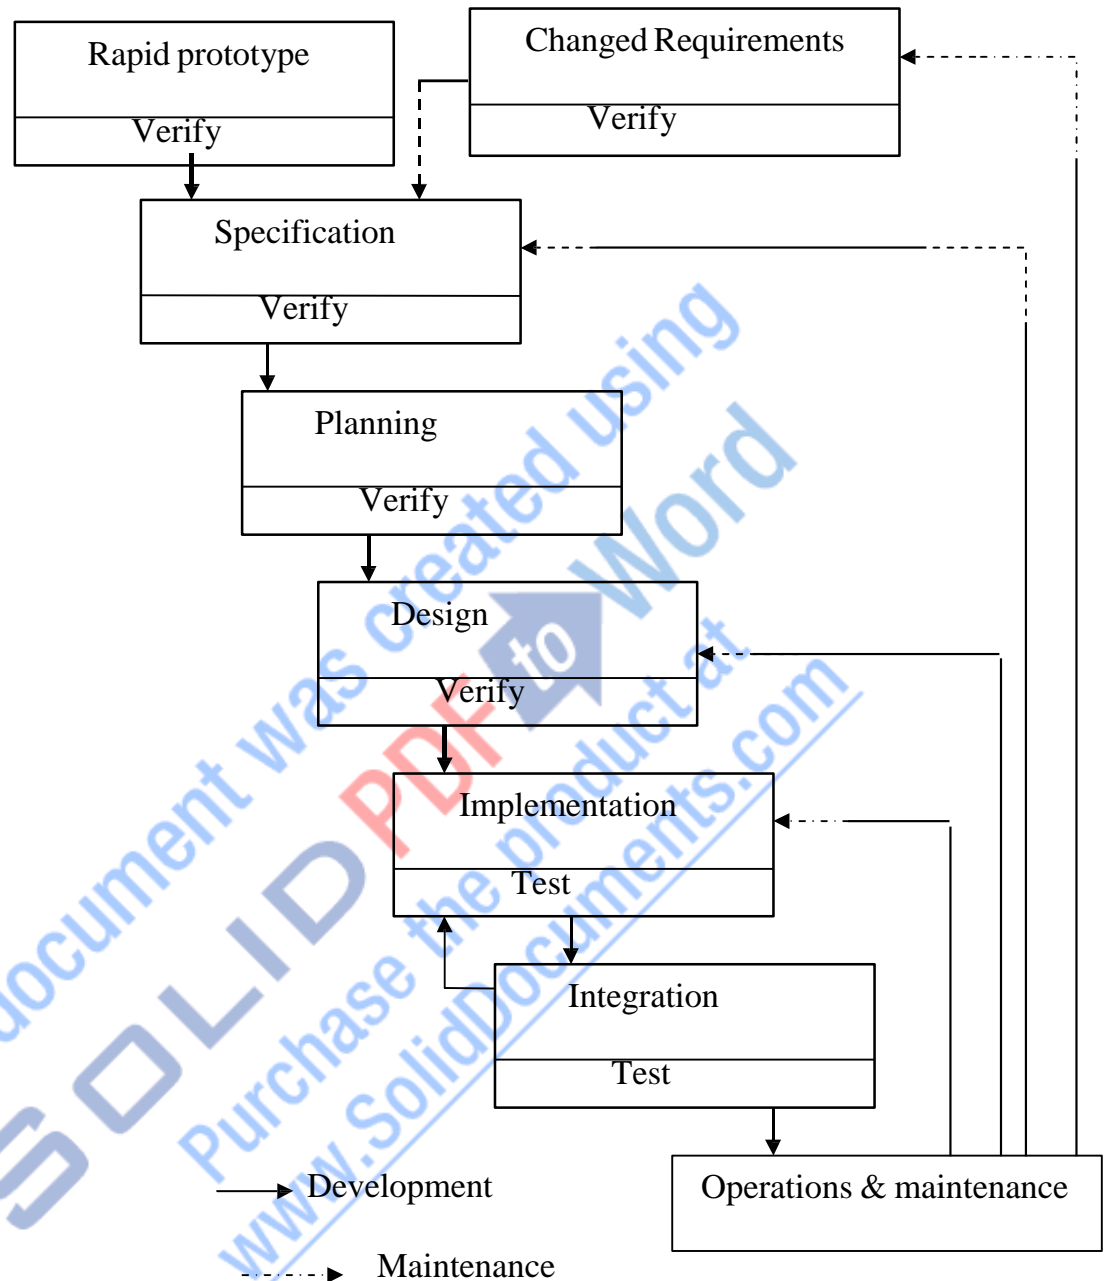 Rapid prototype
Verify
Changed Requirements
Verify
Specification
Verify
Planning
Verify
Design
Verify
Implementation
Test
Integration
Test
Operations & maintenance
Development
Maintenance
document was created using
SOLID PDF to Word
Purchase the product at
www.SolidDocuments.com